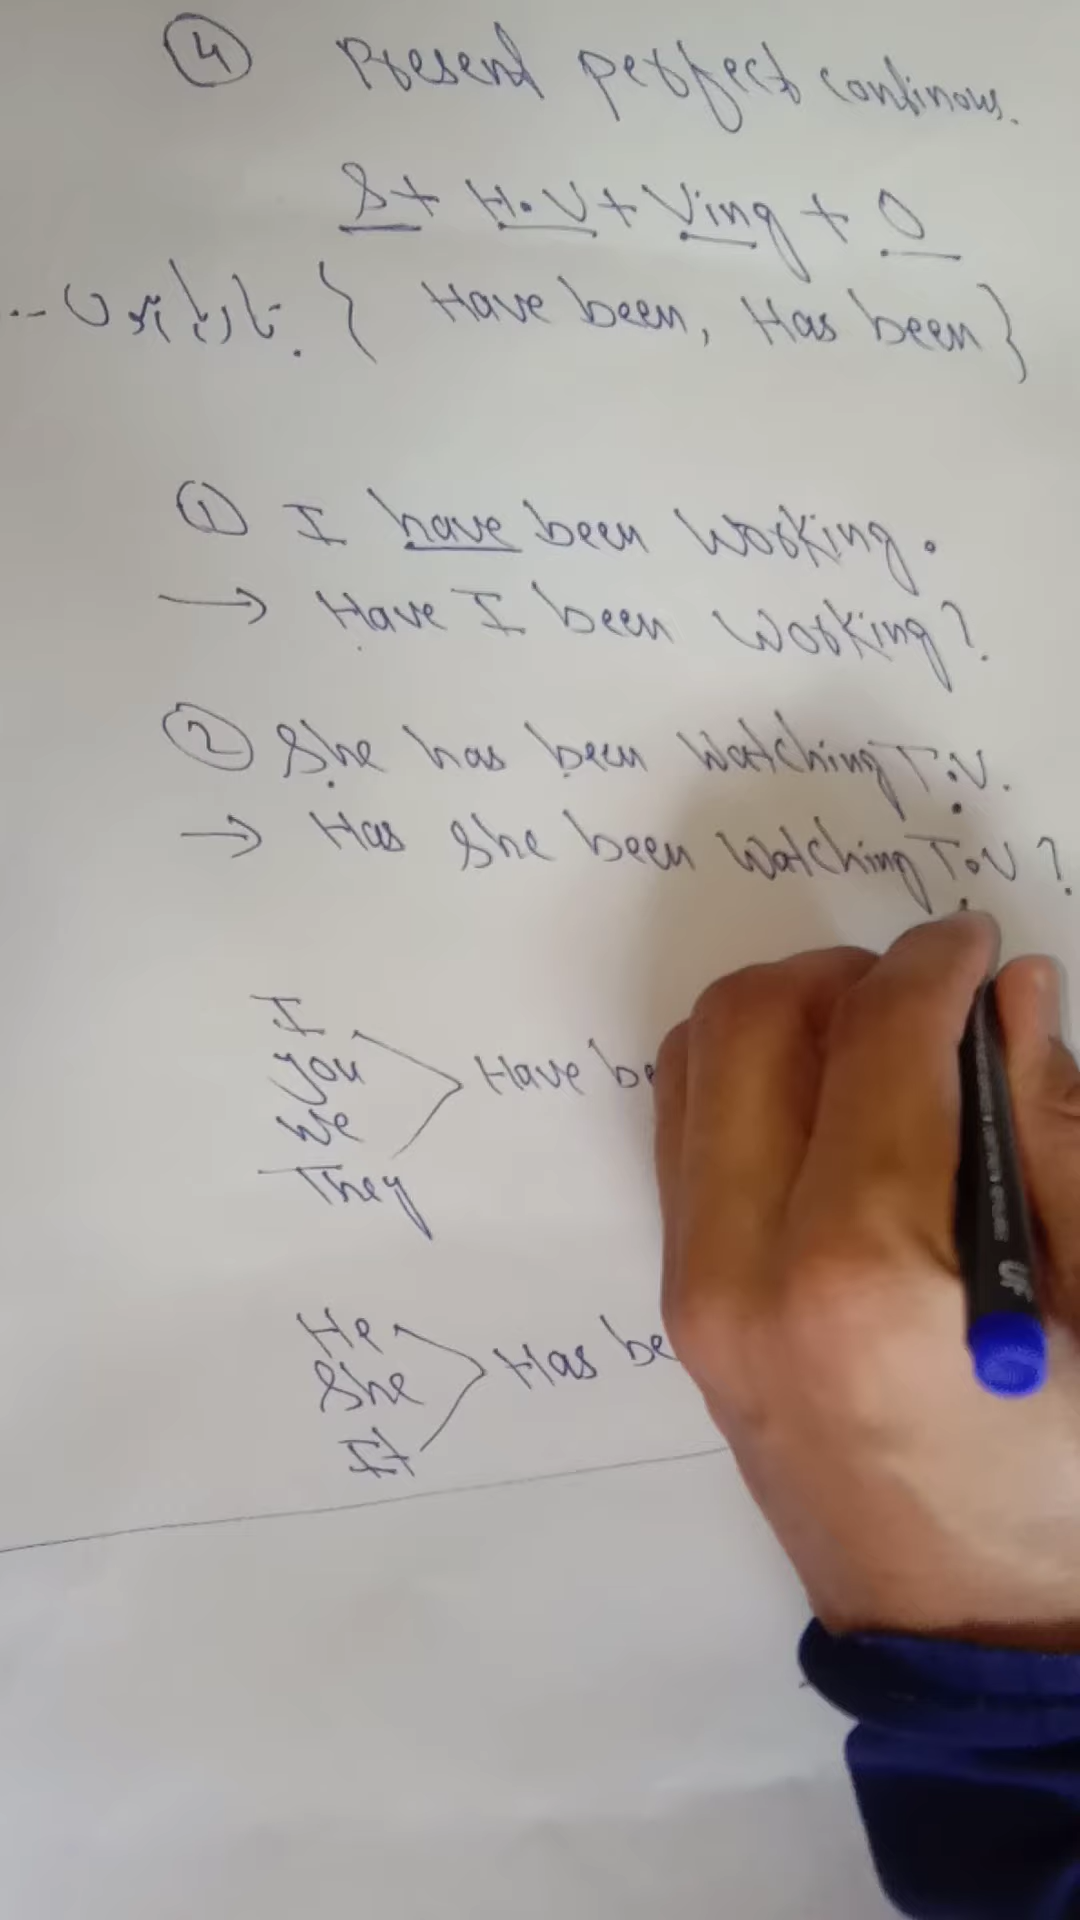 4 Present perfect continous.
S + H.V + Ving + O
{ Have been, Has been }
1 I have been working.
→ Have I been working?
2 She has been watching T.V.
→ Has she been watching T.V?
I
You
We
They
Have be
He
She
It
Has be
UF